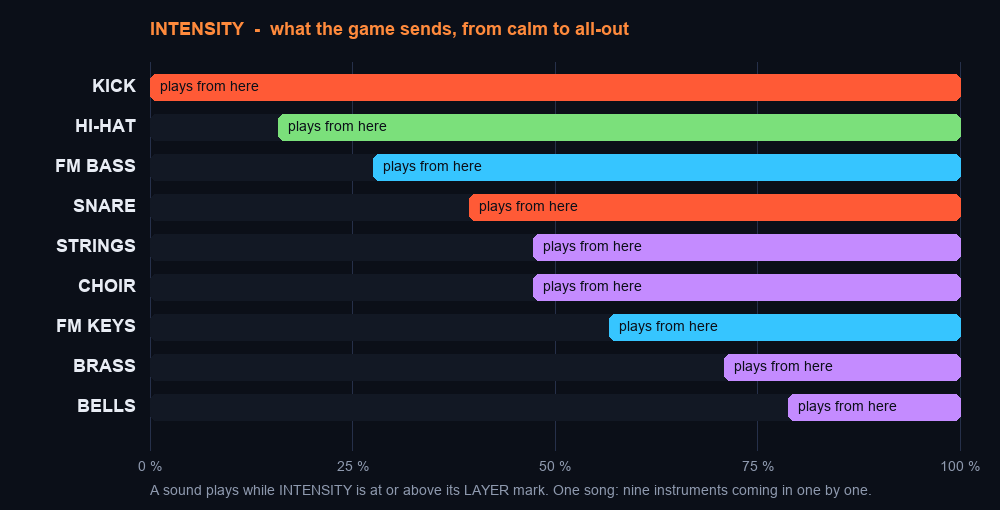 INTENSITY - what the game sends, from calm to all-out
KICK plays from here
HI-HAT plays from here
FM BASS plays from here
SNARE plays from here
STRINGS plays from here
CHOIR plays from here
FM KEYS plays from here
BRASS plays from here
BELLS plays from here
0 % 25 % 50 % 75 % 100 %
A sound plays while INTENSITY is at or above its LAYER mark. One song: nine instruments coming in one by one.